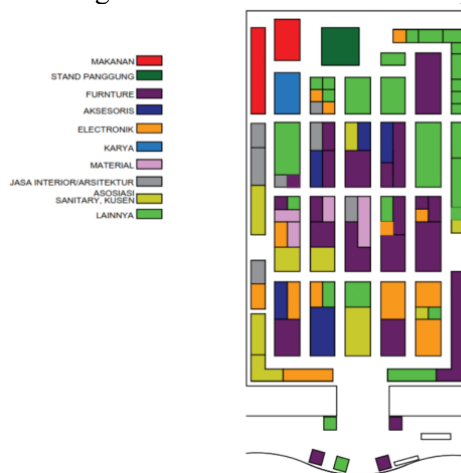 MAKANAN
STAND PANGGUNG
FURNTURE
AKSESORIS
ELECTRONIK
KARYA
MATERIAL
JASA INTERIOR/ARSITEKTUR
ASOSIASI
SANITARY, KUSEN
LAINNYA